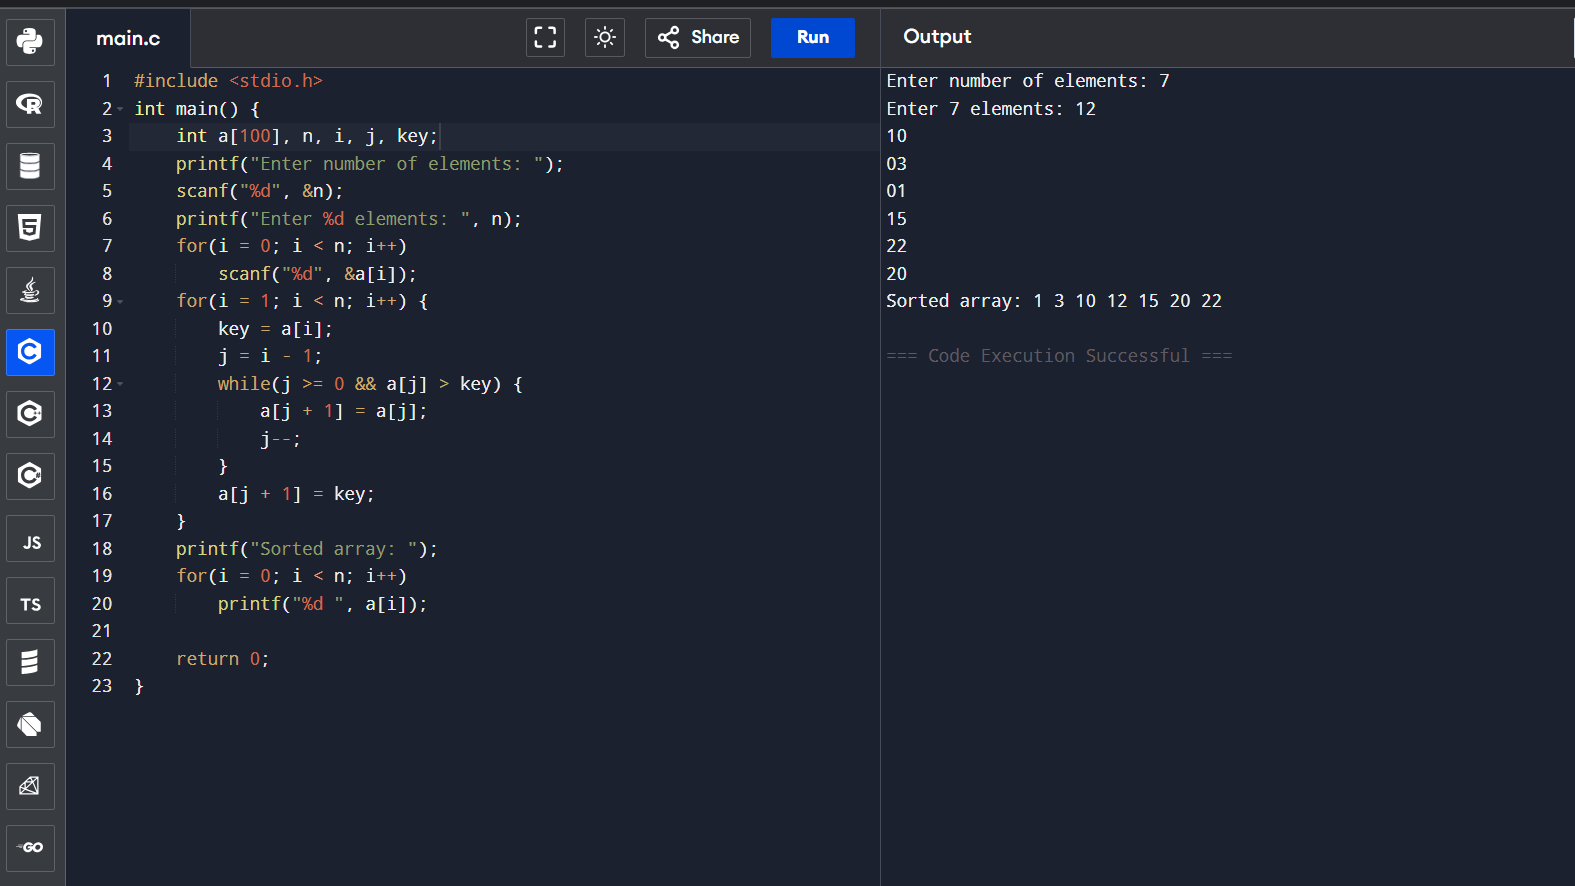 main.c
Share
Run
Output
1 #include <stdio.h>
2 int main() {
3     int a[100], n, i, j, key;
4     printf("Enter number of elements: ");
5     scanf("%d", &n);
6     printf("Enter %d elements: ", n);
7     for(i = 0; i < n; i++)
8         scanf("%d", &a[i]);
9     for(i = 1; i < n; i++) {
10         key = a[i];
11         j = i - 1;
12         while(j >= 0 && a[j] > key) {
13             a[j + 1] = a[j];
14             j--;
15         }
16         a[j + 1] = key;
17     }
18     printf("Sorted array: ");
19     for(i = 0; i < n; i++)
20         printf("%d ", a[i]);
21
22     return 0;
23 }
Enter number of elements: 7
Enter 7 elements: 12
10
03
01
15
22
20
Sorted array: 1 3 10 12 15 20 22
=== Code Execution Successful ===
R
5
C
C
C
JS
TS
GO